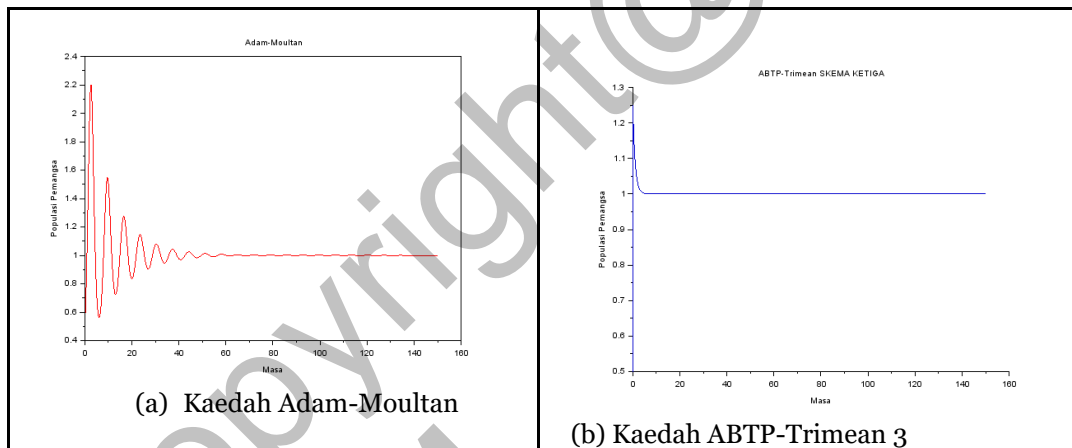 Adam-Moultan
2.4
2.2
2
1.8
1.6
1.4
1.2
1
0.8
0.6
0.4
Populasi Pemangsa
0 20 40 60 80 100 120 140 160
Masa
(a) Kaedah Adam-Moultan
ABTP-Trimean SKEMA KETIGA
1.3
1.2
1.1
1
0.9
0.8
0.7
0.6
0.5
Populasi Pemangsa
0 20 40 60 80 100 120 140 160
Masa
(b) Kaedah ABTP-Trimean 3
opyright@